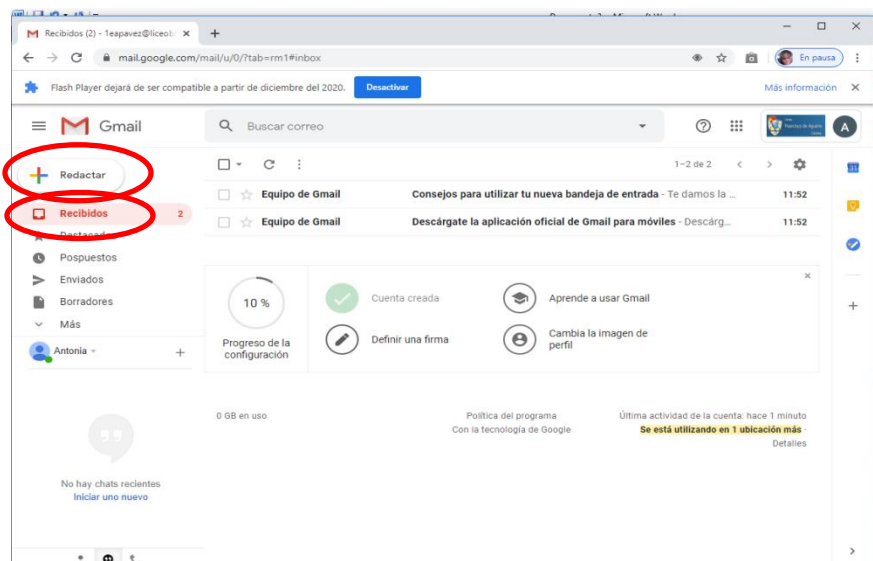 Recibidos (2) - 1eapavez@liceob
mail.google.com/mail/u/0/?tab=rm1#inbox
En pausa
Flash Player dejará de ser compatible a partir de diciembre del 2020.
Desactivar
Más información
Gmail
Buscar correo
A
Redactar
1–2 de 2
Recibidos 2
Destacados
Pospuestos
Enviados
Borradores
Más
Antonia
No hay chats recientes
Iniciar uno nuevo
Equipo de Gmail Consejos para utilizar tu nueva bandeja de entrada - Te damos la ... 11:52
Equipo de Gmail Descárgate la aplicación oficial de Gmail para móviles - Descárg... 11:52
10 %
Progreso de la
configuración
Cuenta creada
Definir una firma
Aprende a usar Gmail
Cambia la imagen de
perfil
0 GB en uso
Política del programa
Con la tecnología de Google
Última actividad de la cuenta: hace 1 minuto
Se está utilizando en 1 ubicación más -
Detalles